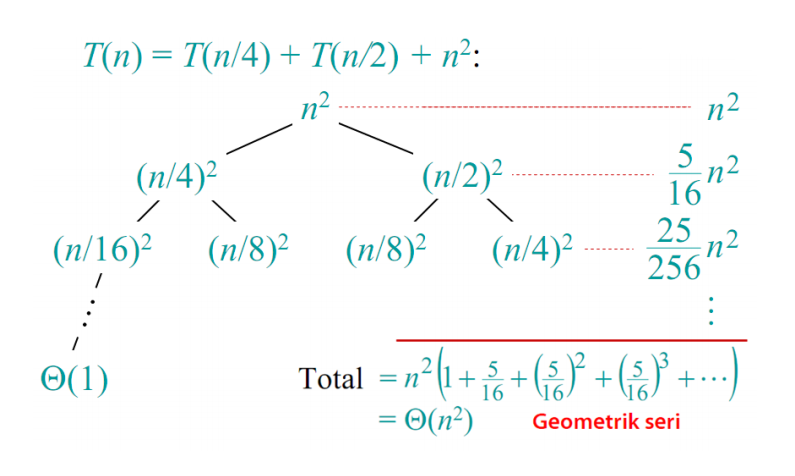 T(n) = T(n/4) + T(n/2) + n²:
n² n²
(n/4)² (n/2)² 5/16 n²
(n/16)² (n/8)² (n/8)² (n/4)² 25/256 n²
⋮ ⋮
Θ(1) Total = n²(1 + 5/16 + (5/16)² + (5/16)³ + ⋯)
= Θ(n²) Geometrik seri